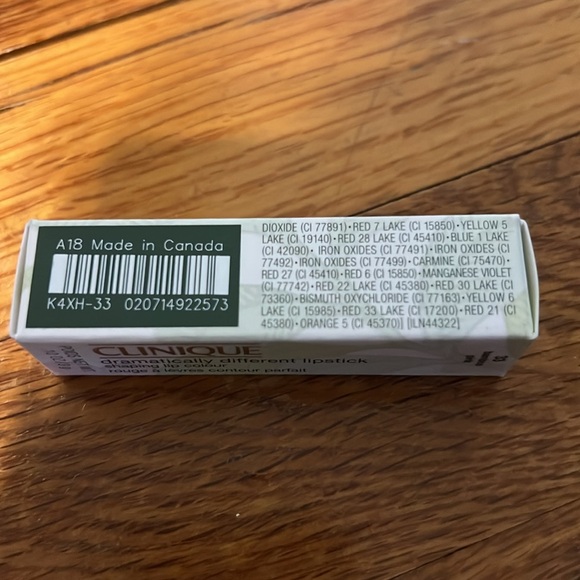 A18 Made in Canada
K4XH-33 020714922573
DIOXIDE (CI 77891)•RED 7 LAKE (CI 15850)•YELLOW 5
LAKE (CI 19140)•RED 28 LAKE (CI 45410)•BLUE 1 LAKE
(CI 42090)• IRON OXIDES (CI 77491)•IRON OXIDES (CI
77492)•IRON OXIDES (CI 77499)•CARMINE (CI 75470)•
RED 27 (CI 45410)•RED 6 (CI 15850)•MANGANESE VIOLET
(CI 77742)•RED 22 LAKE (CI 45380)•RED 30 LAKE (CI
73360)•BISMUTH OXYCHLORIDE (CI 77163)•YELLOW 6
LAKE (CI 15985)•RED 33 LAKE (CI 17200)•RED 21 (CI
45380)•ORANGE 5 (CI 45370)] [ILN44322]
CLINIQUE
dramatically different lipstick
shaping lip colour
rouge à lèvres contour parfait